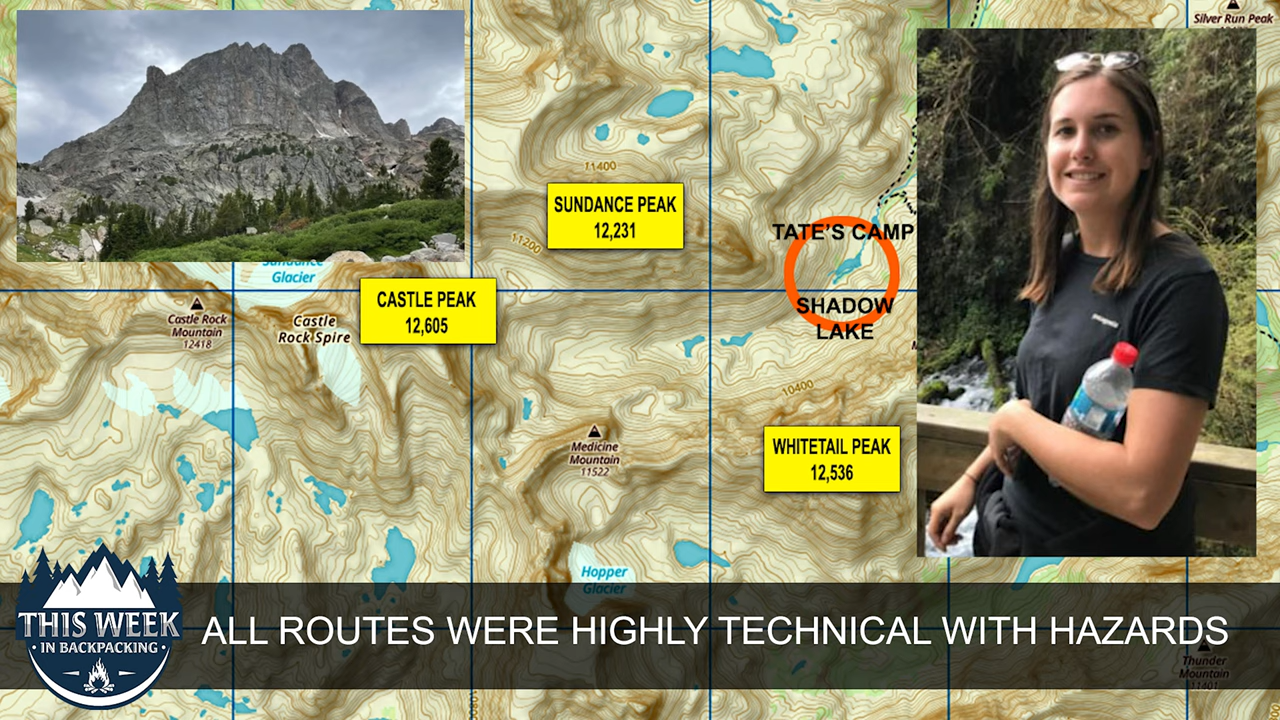 Silver Run Peak
11400
SUNDANCE PEAK
12,231
11200
TATE'S CAMP
SHADOW
LAKE
Sundance
Glacier
CASTLE PEAK
12,605
Castle Rock
Mountain
12418
Castle
Rock Spire
10400
Medicine
Mountain
11522
WHITETAIL PEAK
12,536
patagonia
Hopper
Glacier
THIS WEEK
• IN BACKPACKING •
ALL ROUTES WERE HIGHLY TECHNICAL WITH HAZARDS
Thunder
Mountain
11401